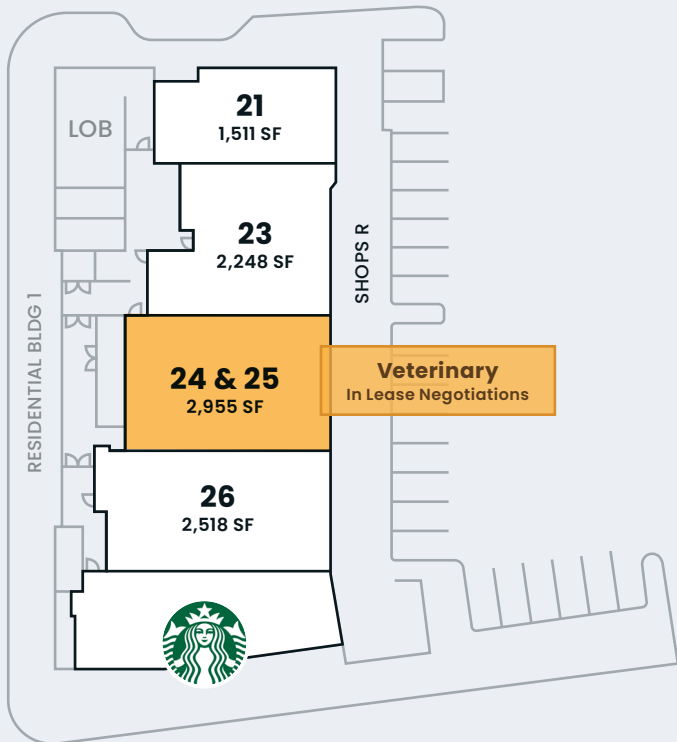 21
1,511 SF
LOB
23
2,248 SF
SHOPS R
RESIDENTIAL BLDG 1
24 & 25
2,955 SF
Veterinary
In Lease Negotiations
26
2,518 SF